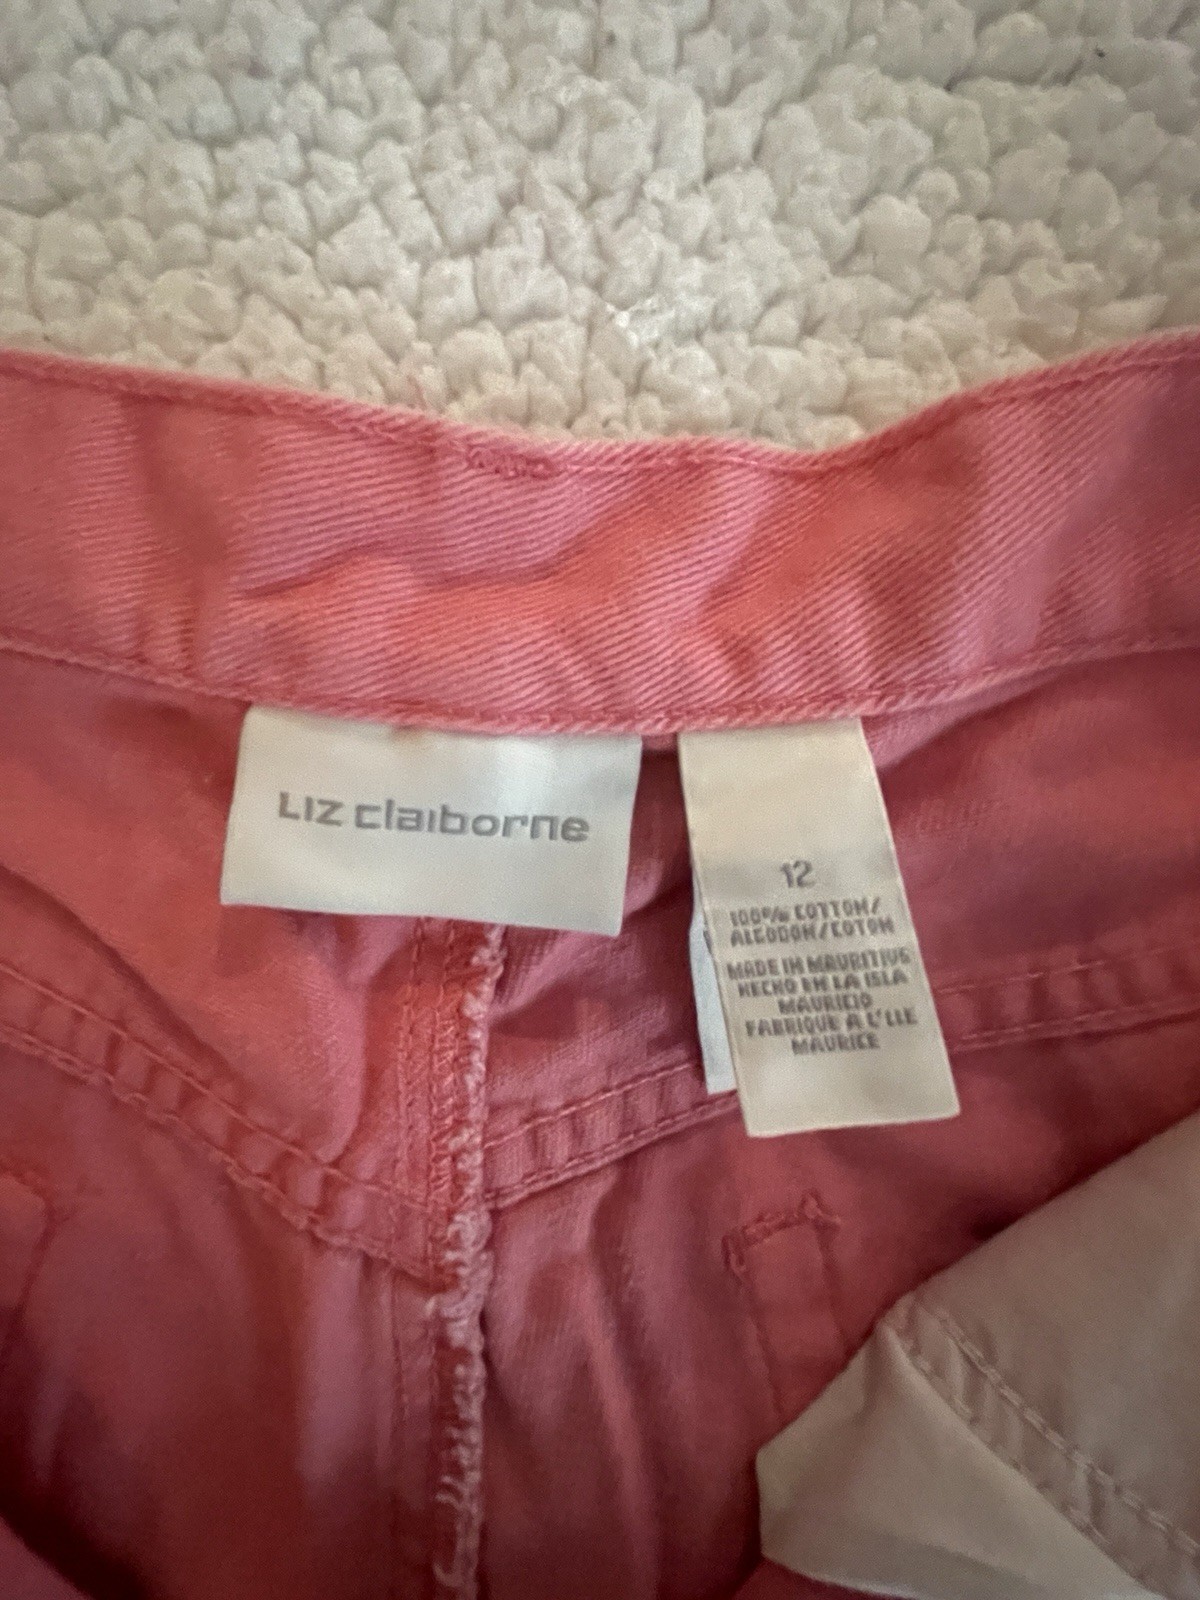 LIZ claiborne
12
100% COTTON/
ALGODON/COTON
MADE IN MAURITIUS
HECHO EN LA ISLA
MAURICIO
FABRIQUE A L'ILE
MAURICE